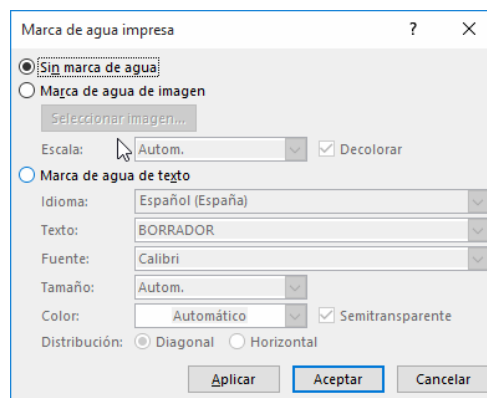 Marca de agua impresa ?
Sin marca de agua
Marca de agua de imagen
Seleccionar imagen...
Escala: Autom. Decolorar
Marca de agua de texto
Idioma: Español (España)
Texto: BORRADOR
Fuente: Calibri
Tamaño: Autom.
Color: Automático Semitransparente
Distribución: Diagonal Horizontal
Aplicar Aceptar Cancelar